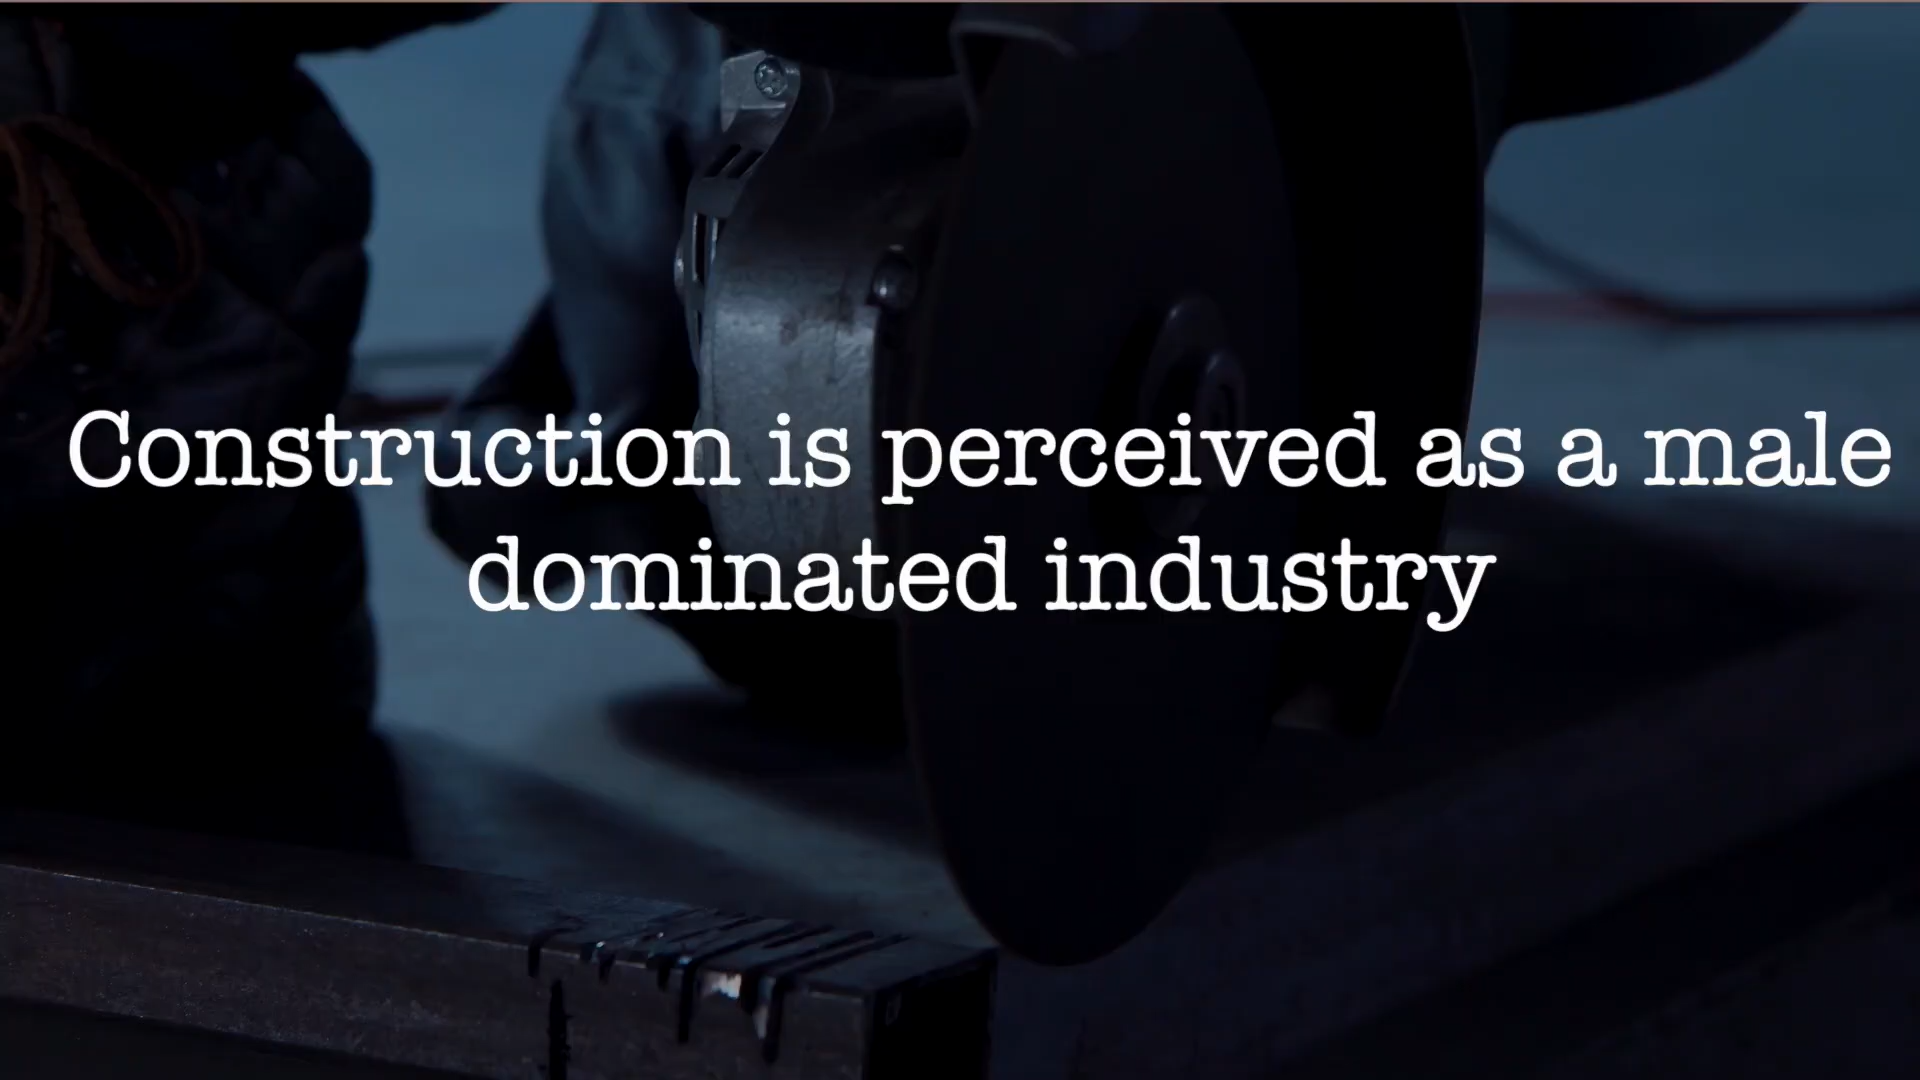 Construction is perceived as a male
dominated industry